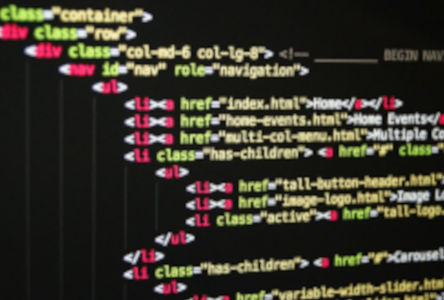 class="container">
div class="row">
<div class="col-md-6 col-lg-8"> <!-- BEGIN NAV
<nav id="nav" role="navigation">
<ul>
<li><a href="index.html">Home</a></li>
<li><a href="home-events.html">Home Events</a>
<li><a href="multi-col-menu.html">Multiple Co
<li class="has-children"> <a href="#" class="
<ul>
<li><a href="tall-button-header.html">
<li><a href="image-logo.html">Image Lo
<li class="active"><a href="tall-logo.
</ul>
</li>
<li class="has-children"> <a href="#">Carousel
<ul>
href="variable-width-slider.htm